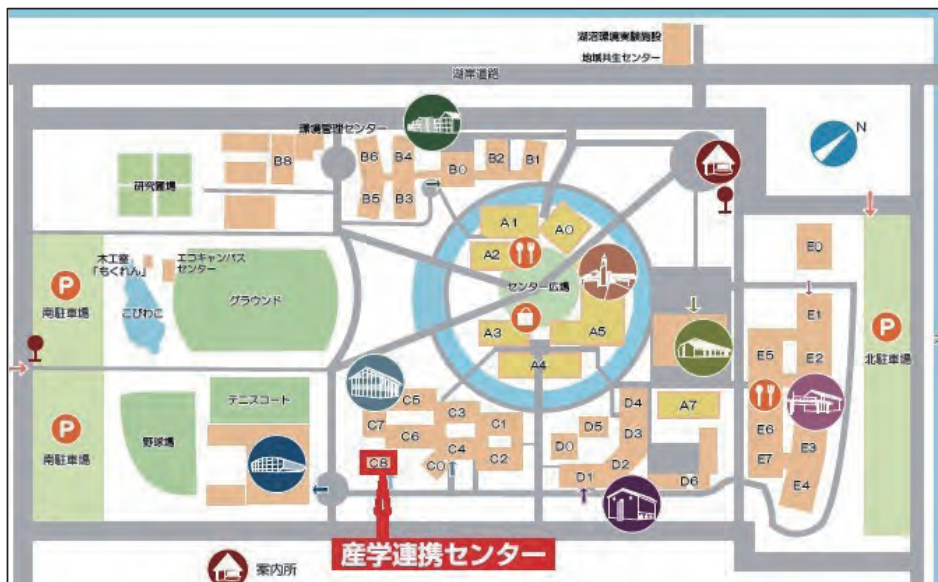 湖沼環境実験施設
地域共生センター
湖岸道路
環境管理センター
N
B8
B6
B4
B0
B2
B1
B5
B3
研究圃場
A1
A0
A2
E0
木工室
「もくれん」
エコキャンパス
センター
P
南駐車場
こびわこ
グラウンド
センター広場
A3
A5
A4
E1
E5
E2
P
北駐車場
テニスコート
C5
C7
C3
C1
C6
C4
C2
C8
C0
D4
A7
D5
D3
D0
D2
D1
D6
E6
E3
E7
E4
P
南駐車場
野球場
産学連携センター
案内所